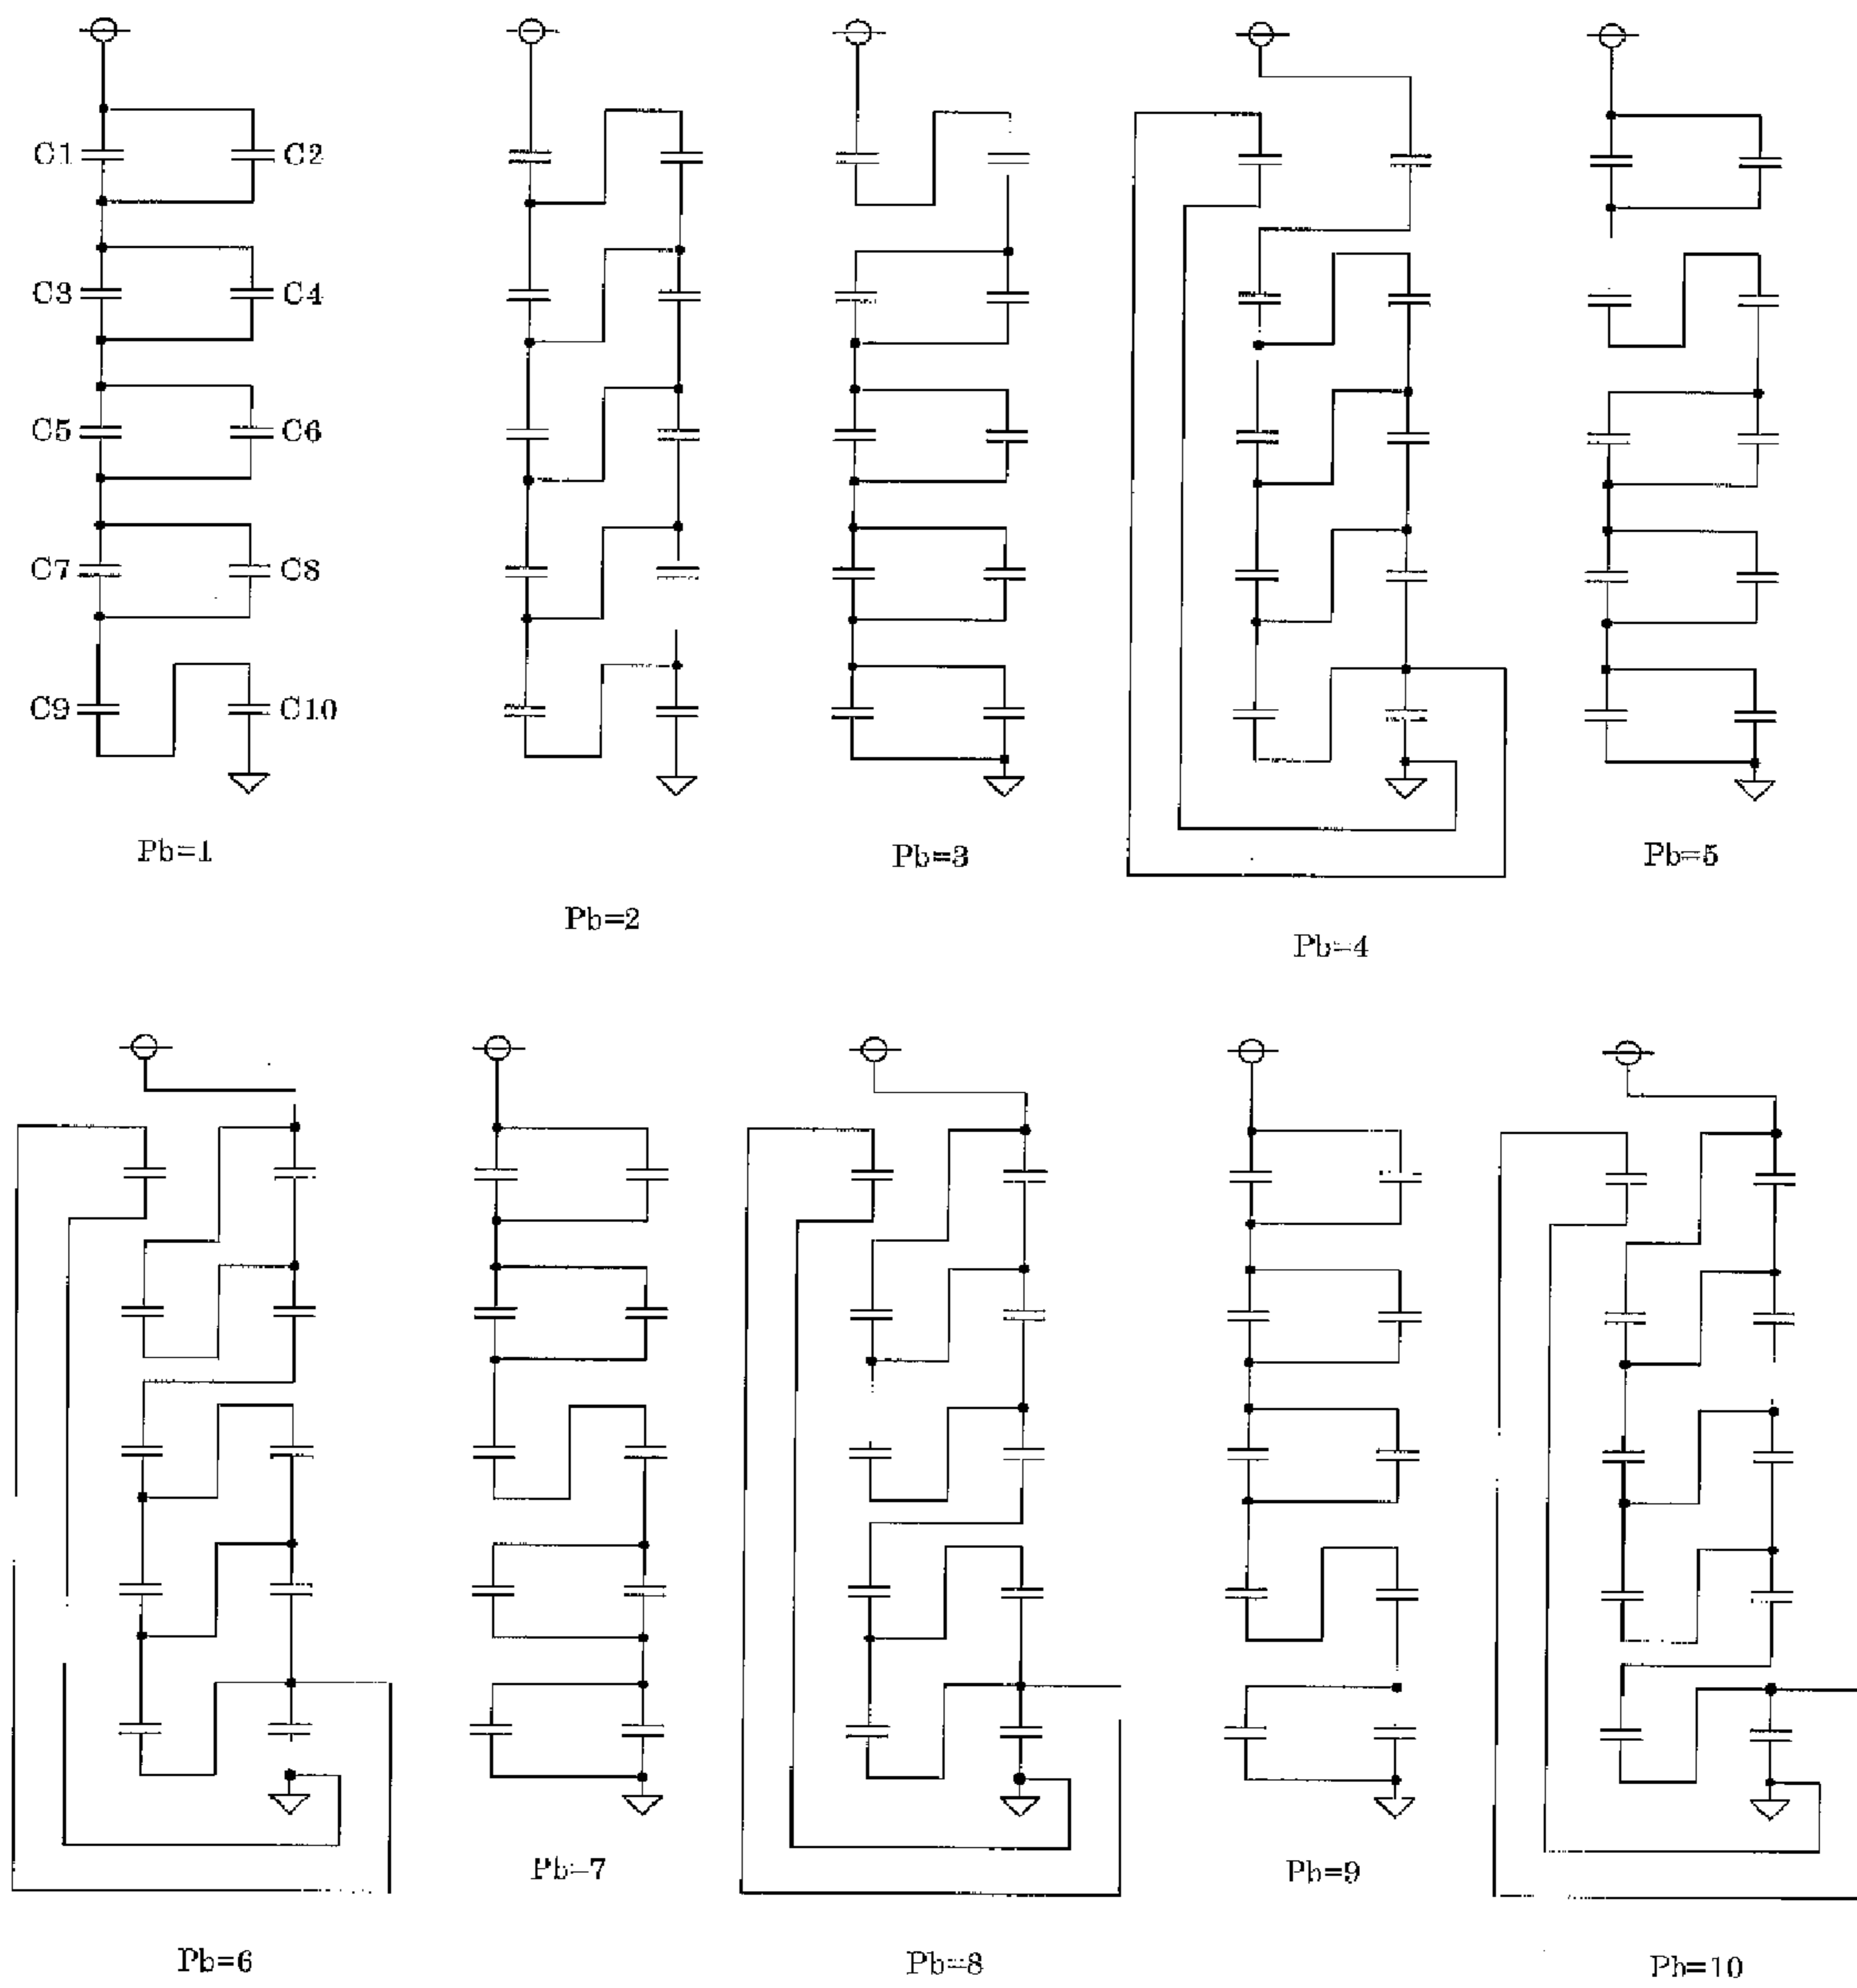 C1 C2
C3 C4
C5 C6
C7 C8
C9 C10
Pb=1
Pb=2
Pb=3
Pb=4
Pb=5
Pb=6
Pb=7
Pb=8
Pb=9
Pb=10